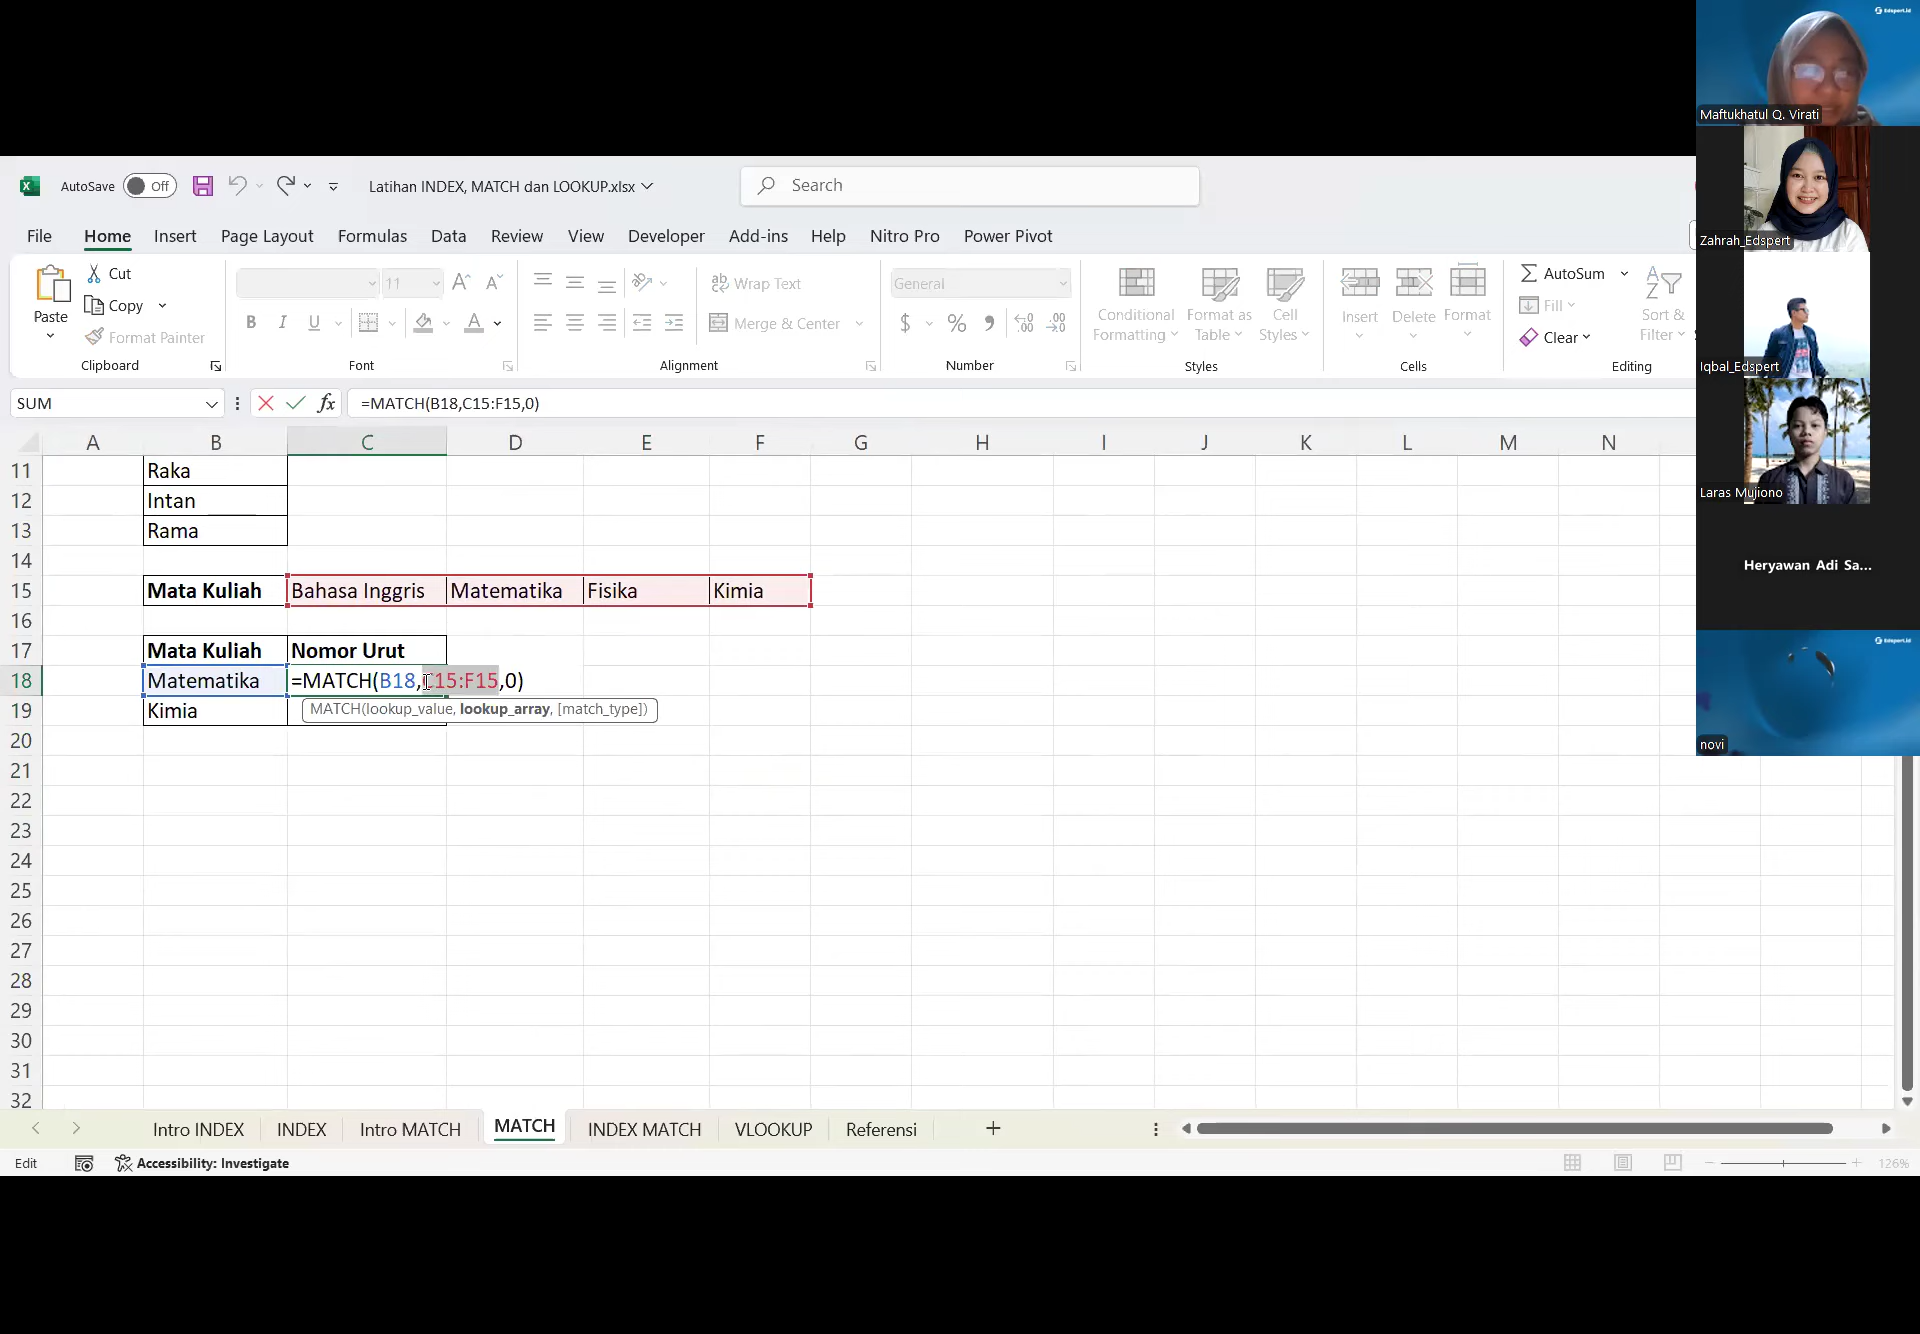 Edspert.id
Maftukhatul Q. Virati
Zahrah_Edspert
Iqbal_Edspert
Laras Mujiono
Heryawan Adi Sa...
Edspert.id
novi
AutoSave Off Latihan INDEX, MATCH dan LOOKUP.xlsx Search
File Home Insert Page Layout Formulas Data Review View Developer Add-ins Help Nitro Pro Power Pivot
Paste Cut Copy Format Painter
Clipboard
11
B I U A
Font
Wrap Text
Merge & Center
Alignment
General
$ %
Number
Conditional Formatting Format as Table Cell Styles
Styles
Insert Delete Format
Cells
AutoSum
Fill
Clear
Sort & Filter
Editing
SUM fx =MATCH(B18,C15:F15,0)
A B C D E F G H I J K L M N
11 Raka
12 Intan
13 Rama
14
15 Mata Kuliah Bahasa Inggris Matematika Fisika Kimia
16
17 Mata Kuliah Nomor Urut
18 Matematika =MATCH(B18,C15:F15,0)
19 Kimia MATCH(lookup_value, lookup_array, [match_type])
20
21
22
23
24
25
26
27
28
29
30
31
32
Intro INDEX INDEX Intro MATCH MATCH INDEX MATCH VLOOKUP Referensi
Edit Accessibility: Investigate 126%